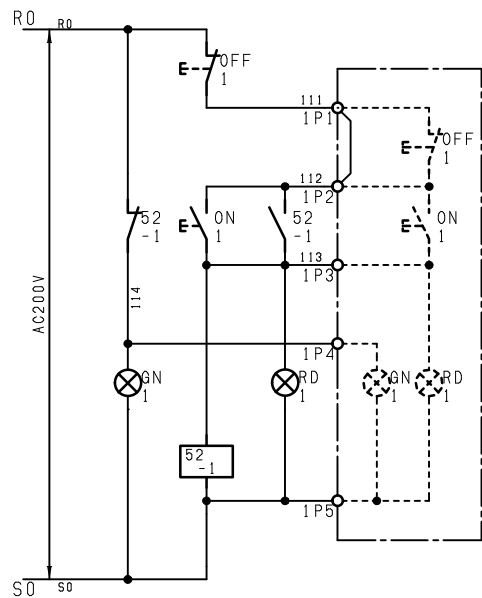 R0 R0
OFF
1
111
1P1
OFF
1
112
1P2
52
-1
ON
1
52
-1
ON
1
113
1P3
AC200V
114
1P4
GN
1
RD
1
GN
1
RD
1
52
-1
1P5
S0 S0